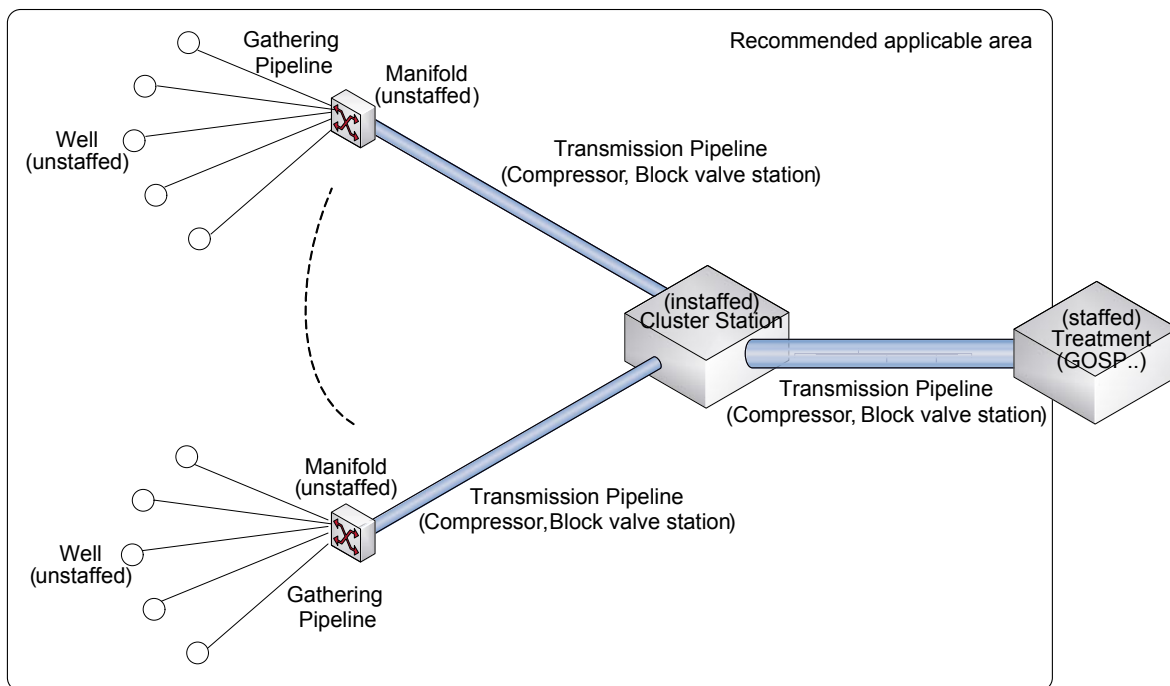 Recommended applicable area
Gathering
Pipeline
Manifold
(unstaffed)
Well
(unstaffed)
Transmission Pipeline
(Compressor, Block valve station)
(instaffed)
Cluster Station
(staffed)
Treatment
(GOSP..)
Transmission Pipeline
(Compressor, Block valve station)
Manifold
(unstaffed)
Transmission Pipeline
(Compressor,Block valve station)
Well
(unstaffed)
Gathering
Pipeline